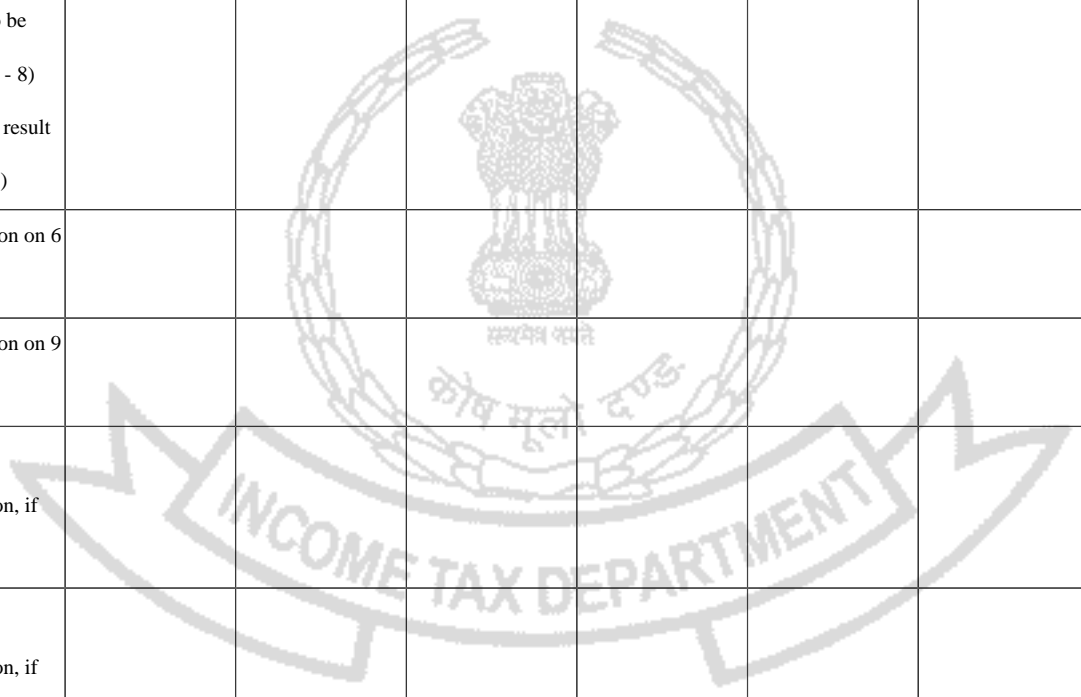 be
- 8)
result
)
on on 6
on on 9
on, if
on, if
सत्यमेव जयते
कोष मूलो दण्डः
INCOME TAX DEPARTMENT